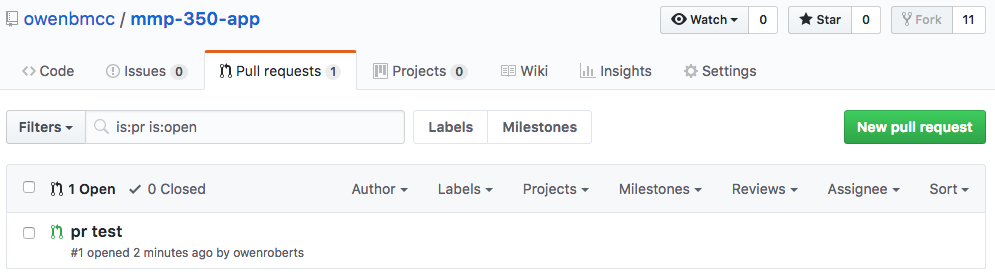 owenbmcc / mmp-350-app Watch 0 Star 0 Fork 11
Code Issues 0 Pull requests 1 Projects 0 Wiki Insights Settings
Filters is:pr is:open Labels Milestones New pull request
1 Open 0 Closed Author Labels Projects Milestones Reviews Assignee Sort
pr test
#1 opened 2 minutes ago by owenroberts